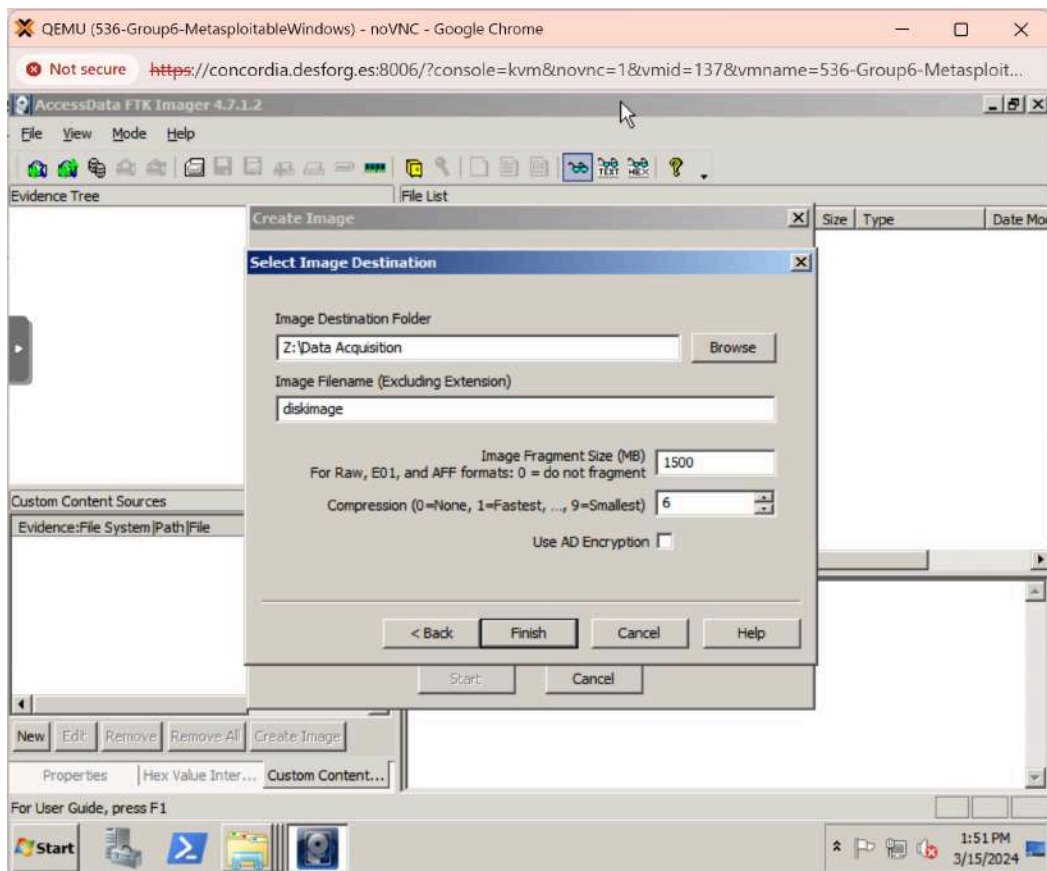 QEMU (536-Group6-MetasploitableWindows) - noVNC - Google Chrome
Not secure https://concordia.desforg.es:8006/?console=kvm&novnc=1&vmid=137&vmname=536-Group6-Metasploit...
AccessData FTK Imager 4.7.1.2
File View Mode Help
TEXT HEX
Evidence Tree File List
Create Image Size Type Date Mo
Select Image Destination
Image Destination Folder
Z:\Data Acquisition Browse
Image Filename (Excluding Extension)
diskimage
Image Fragment Size (MB) 1500
For Raw, E01, and AFF formats: 0 = do not fragment
Custom Content Sources Compression (0=None, 1=Fastest, ..., 9=Smallest) 6
Evidence:File System|Path|File
Use AD Encryption
< Back Finish Cancel Help
Start Cancel
New Edit Remove Remove All Create Image
Properties Hex Value Inter... Custom Content...
For User Guide, press F1
Start 1:51 PM
3/15/2024